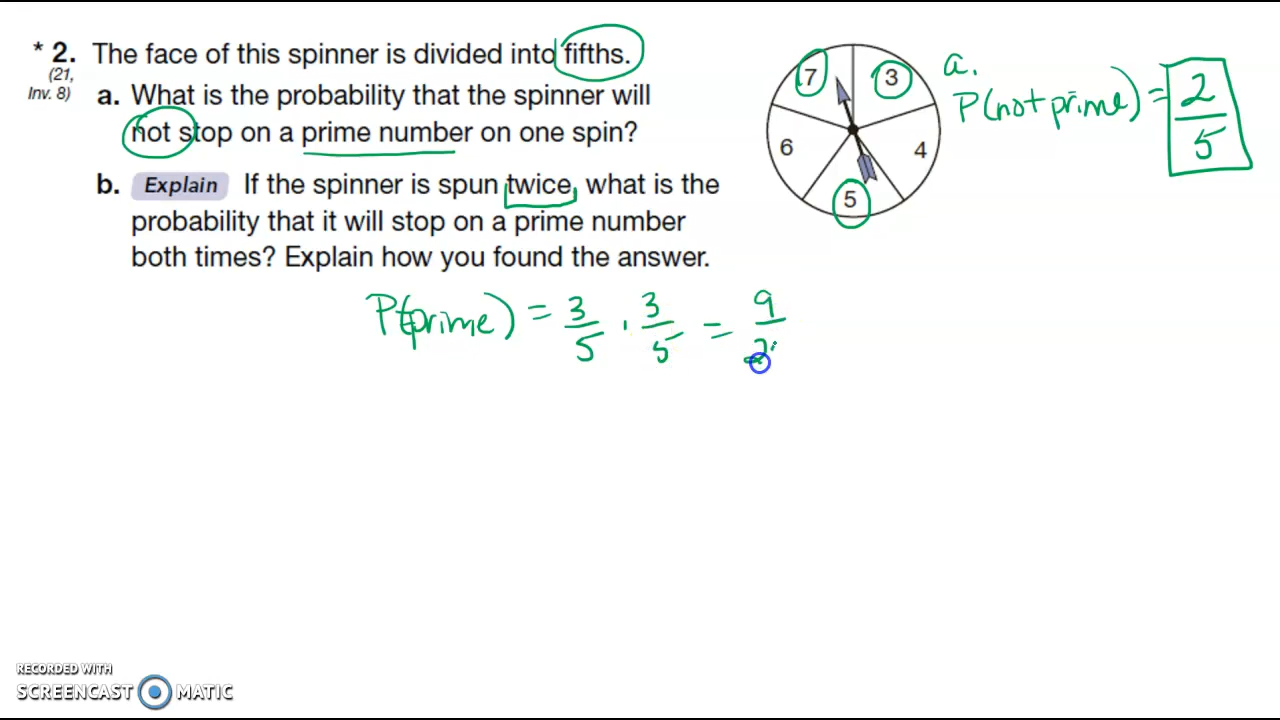 * 2. The face of this spinner is divided into fifths.
(21,
Inv. 8)
a. What is the probability that the spinner will
not stop on a prime number on one spin?
b. Explain If the spinner is spun twice, what is the
probability that it will stop on a prime number
both times? Explain how you found the answer.
7
3
6
4
5
a.
P(not prime) = 2/5
P(prime) = 3/5 · 3/5 = 9/2
RECORDED WITH
SCREENCAST MATIC